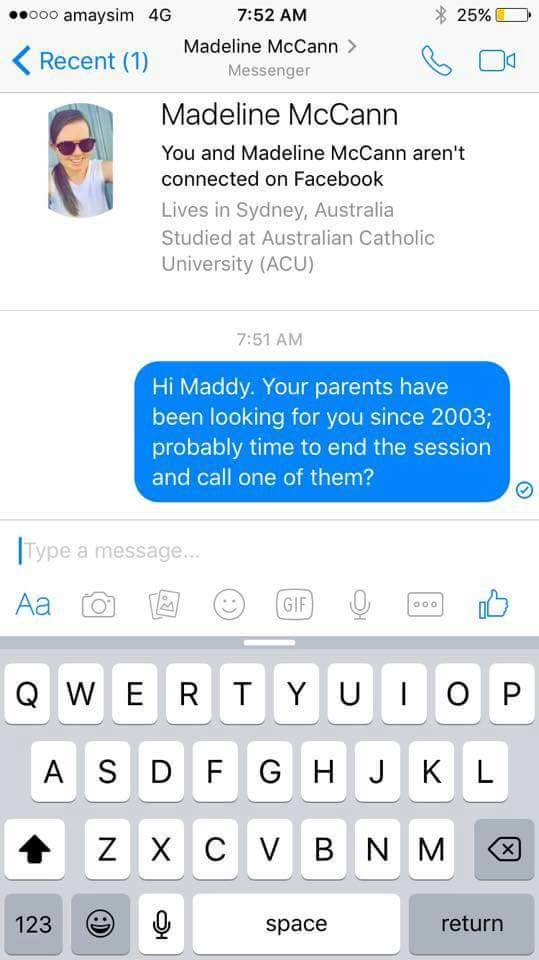 amaysim 4G 7:52 AM 25%
Recent (1) Madeline McCann
Messenger
Madeline McCann
You and Madeline McCann aren't
connected on Facebook
Lives in Sydney, Australia
Studied at Australian Catholic
University (ACU)
7:51 AM
Hi Maddy. Your parents have
been looking for you since 2003;
probably time to end the session
and call one of them?
Type a message...
Aa GIF
Q W E R T Y U I O P
A S D F G H J K L
Z X C V B N M
123 space return